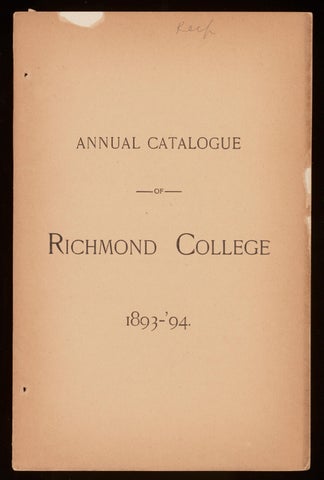 ANNUAL CATALOGUE
OF
RICHMOND COLLEGE
1893-'94.